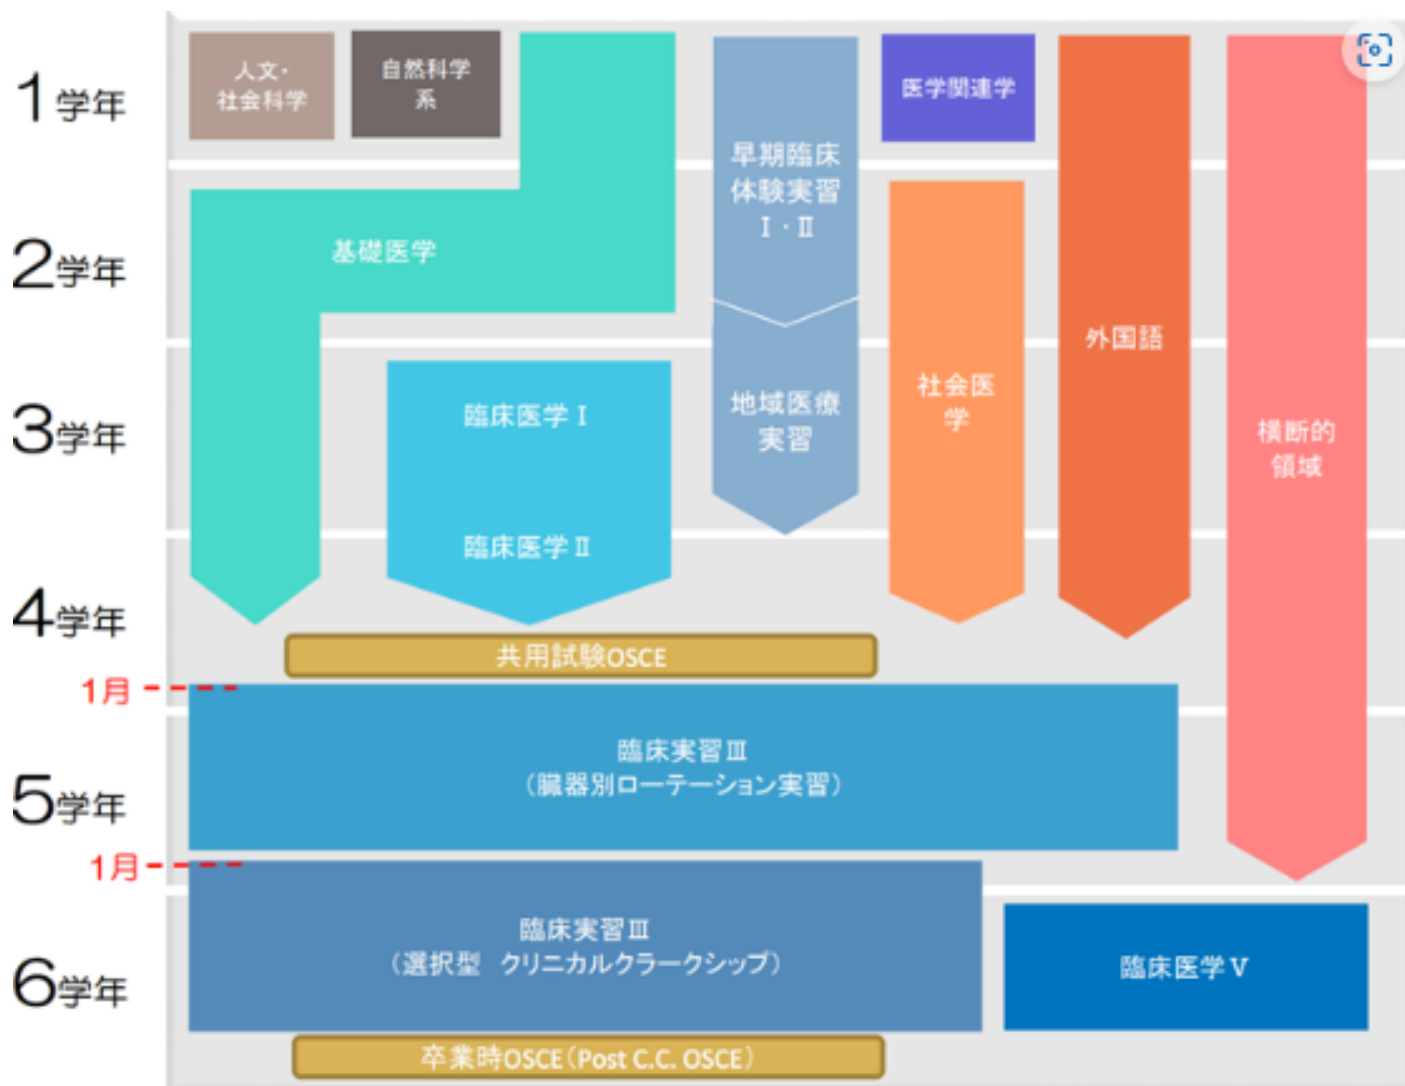 1学年
人文・
社会科学
自然科学
系
医学関連学
早期臨床
体験実習
Ⅰ・Ⅱ
2学年
基礎医学
外国語
3学年
臨床医学Ⅰ
地域医療
実習
社会医
学
横断的
領域
臨床医学Ⅱ
4学年
共用試験OSCE
1月
臨床実習Ⅲ
（臓器別ローテーション実習）
5学年
1月
臨床実習Ⅲ
（選択型　クリニカルクラークシップ）
臨床医学Ⅴ
6学年
卒業時OSCE（Post C.C. OSCE）